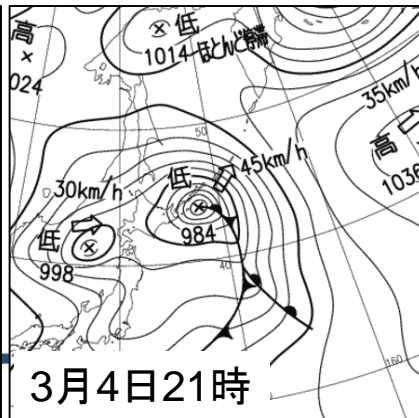 低
高
024
1014 ほとんど停滞
35km/h
高
1036
50
低
45km/h
30km/h
984
低
998
40
160
3月4日21時